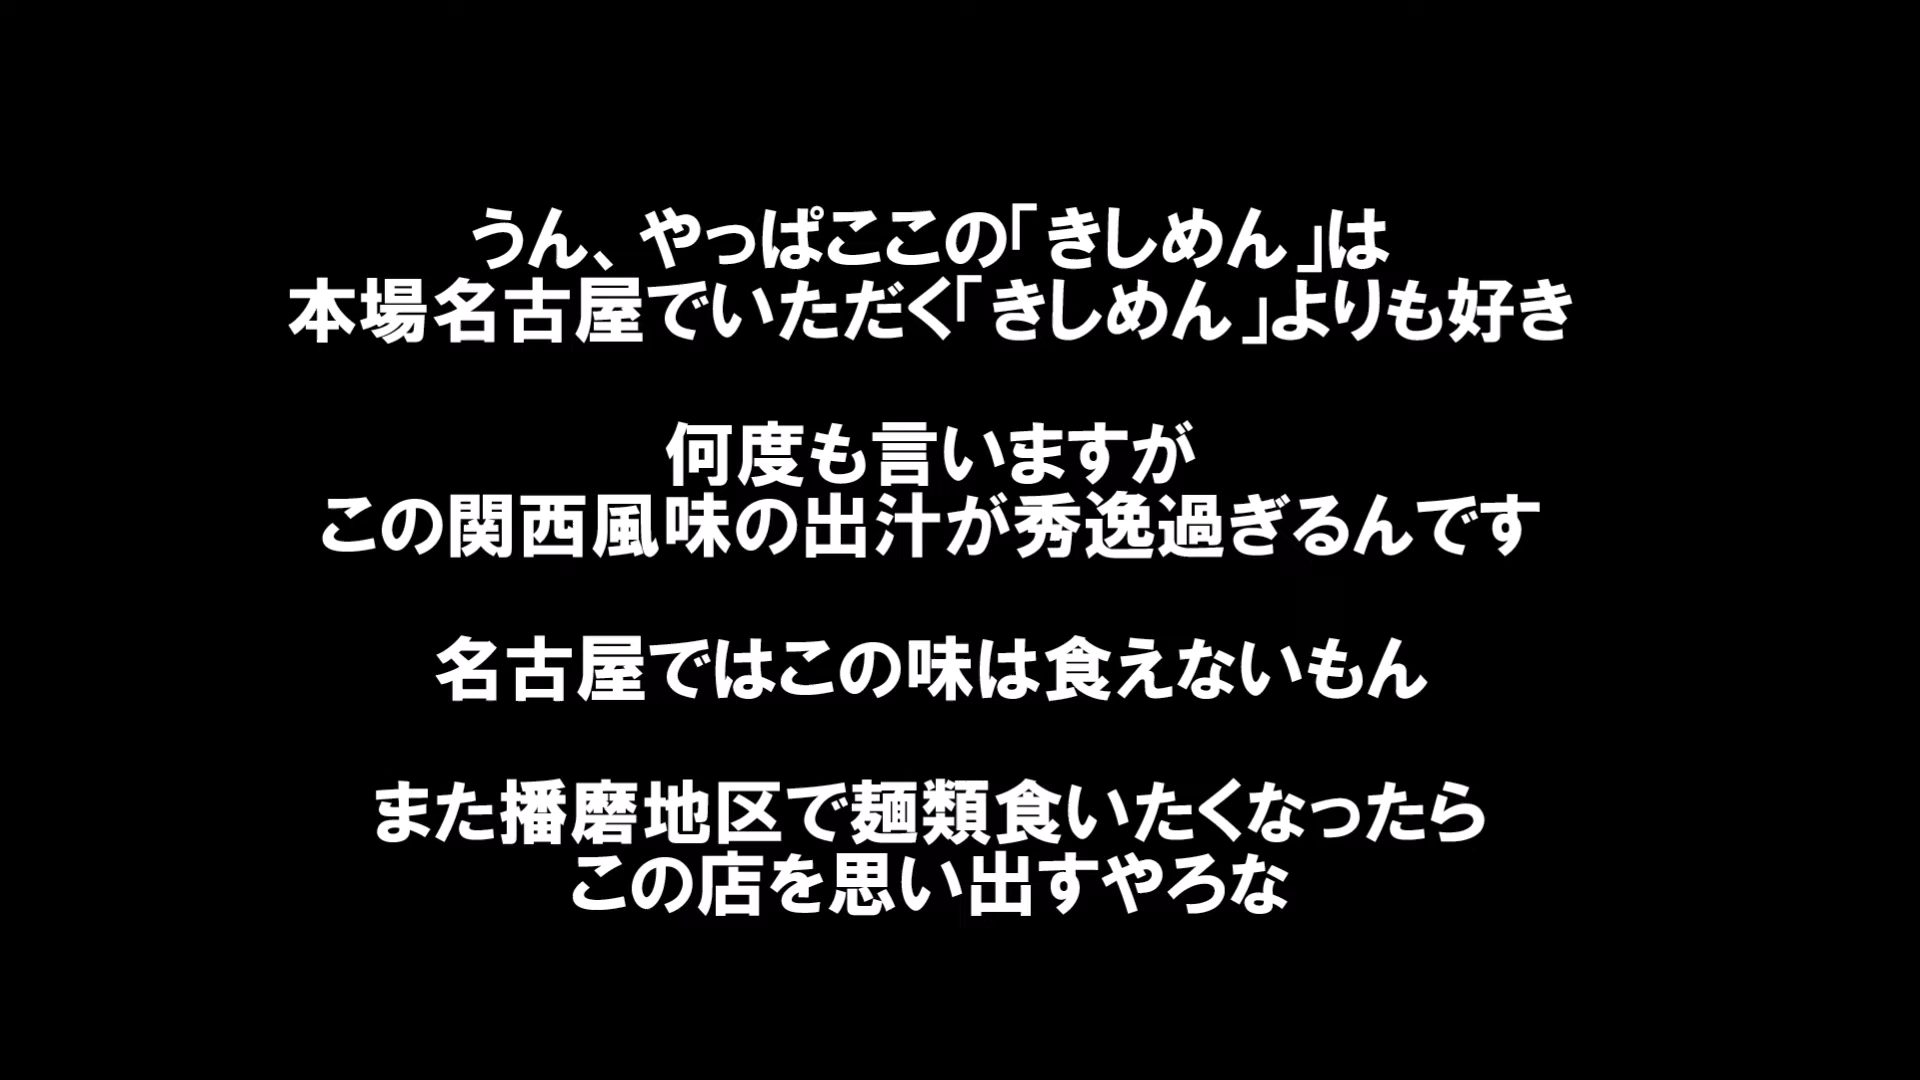 うん、やっぱここの「きしめん」は
本場名古屋でいただく「きしめん」よりも好き
何度も言いますが
この関西風味の出汁が秀逸過ぎるんです
名古屋ではこの味は食えないもん
また播磨地区で麺類食いたくなったら
この店を思い出すやろな